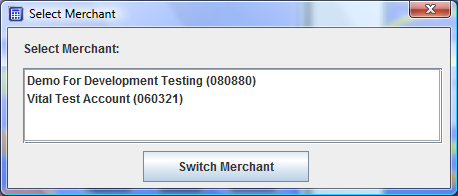 Select Merchant
Select Merchant:
Demo For Development Testing (080880)
Vital Test Account (060321)
Switch Merchant